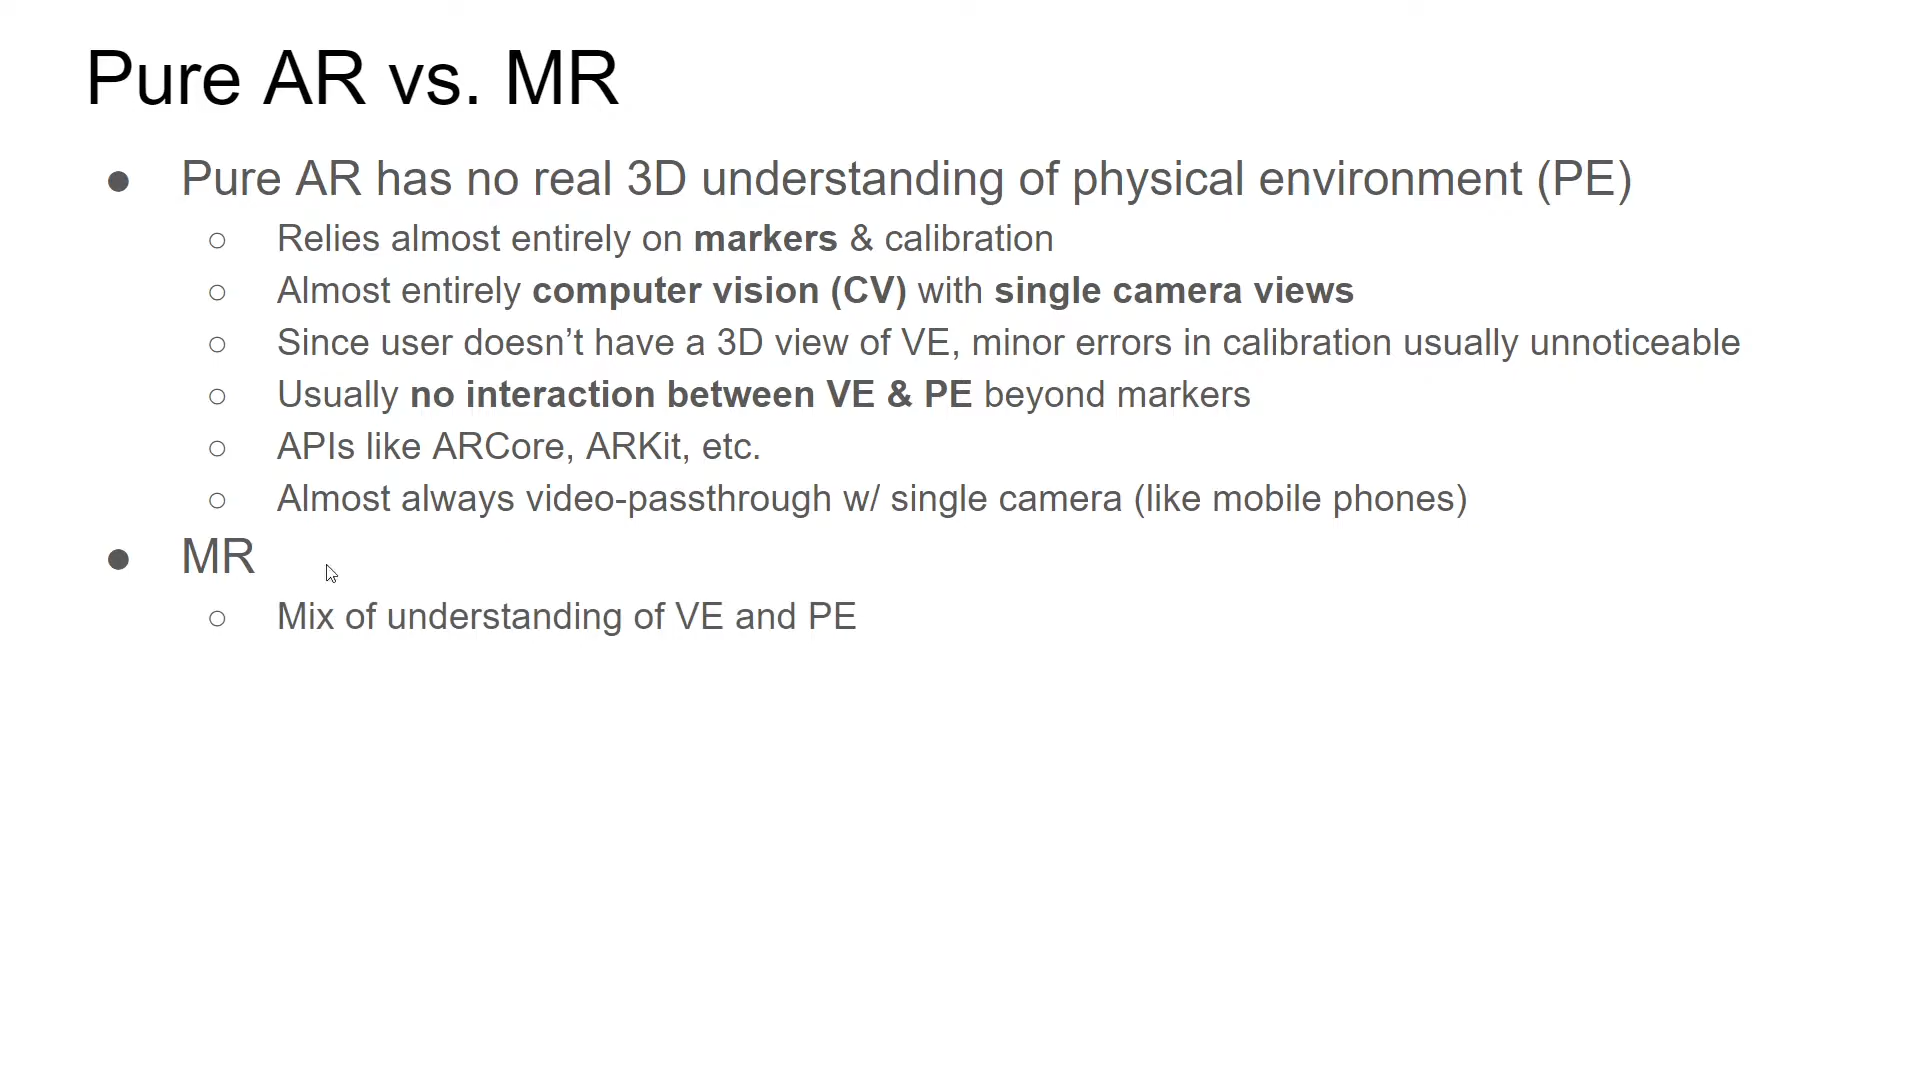 Pure AR vs. MR
● Pure AR has no real 3D understanding of physical environment (PE)
○ Relies almost entirely on markers & calibration
○ Almost entirely computer vision (CV) with single camera views
○ Since user doesn’t have a 3D view of VE, minor errors in calibration usually unnoticeable
○ Usually no interaction between VE & PE beyond markers
○ APIs like ARCore, ARKit, etc.
○ Almost always video-passthrough w/ single camera (like mobile phones)
● MR
○ Mix of understanding of VE and PE